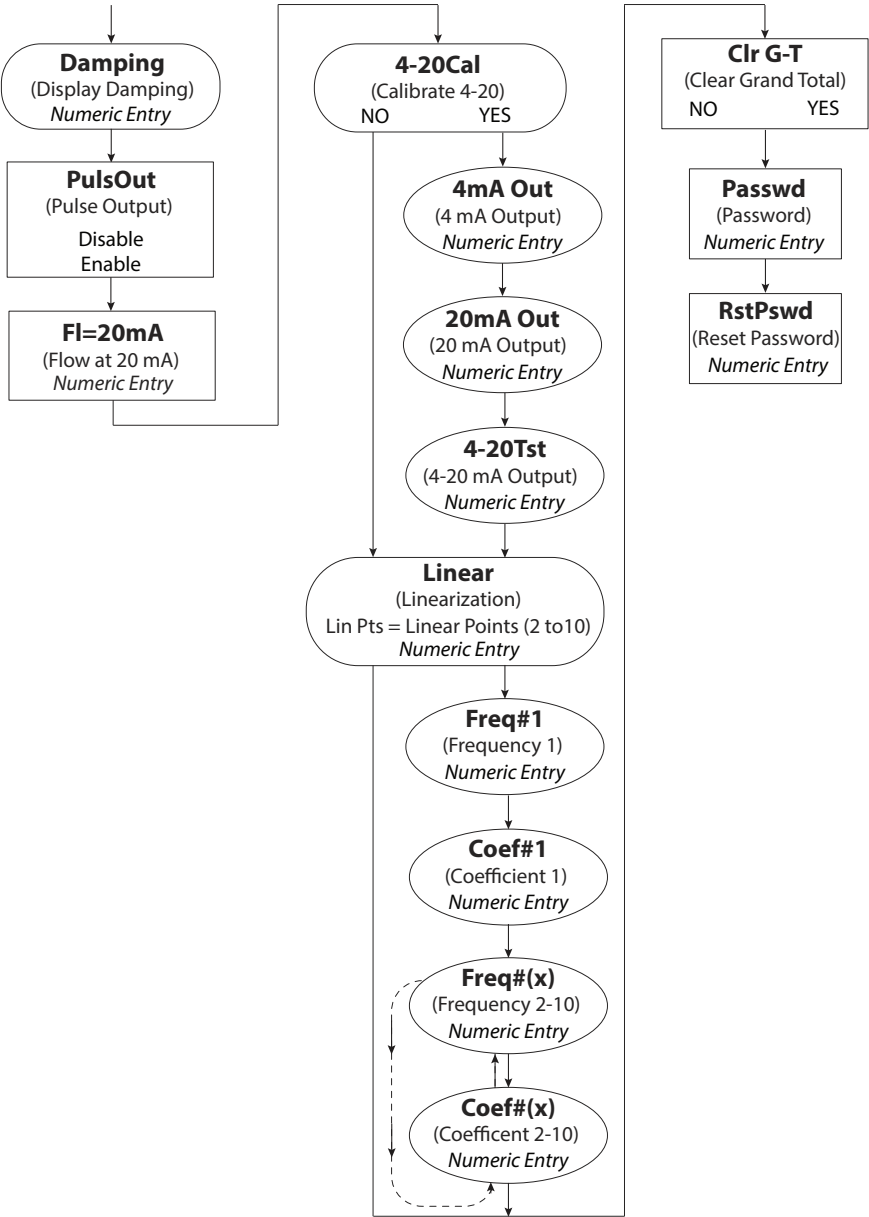 Damping
(Display Damping)
Numeric Entry
PulsOut
(Pulse Output)
Disable
Enable
Fl=20mA
(Flow at 20 mA)
Numeric Entry
4-20Cal
(Calibrate 4-20)
NO YES
4mA Out
(4 mA Output)
Numeric Entry
20mA Out
(20 mA Output)
Numeric Entry
4-20Tst
(4-20 mA Output)
Numeric Entry
Linear
(Linearization)
Lin Pts = Linear Points (2 to10)
Numeric Entry
Freq#1
(Frequency 1)
Numeric Entry
Coef#1
(Coefficient 1)
Numeric Entry
Freq#(x)
(Frequency 2-10)
Numeric Entry
Coef#(x)
(Coefficent 2-10)
Numeric Entry
Clr G-T
(Clear Grand Total)
NO YES
Passwd
(Password)
Numeric Entry
RstPswd
(Reset Password)
Numeric Entry